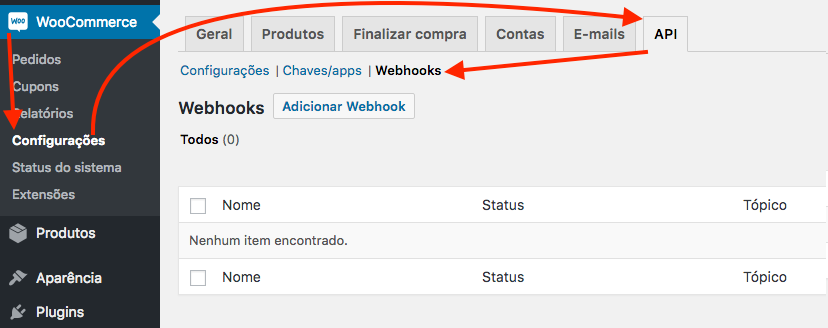 Woo WooCommerce
Pedidos
Cupons
Relatórios
Configurações
Status do sistema
Extensões
Produtos
Aparência
Plugins
Geral Produtos Finalizar compra Contas E-mails API
Configurações | Chaves/apps | Webhooks
Webhooks Adicionar Webhook
Todos (0)
Nome Status Tópico
Nenhum item encontrado.
Nome Status Tópico